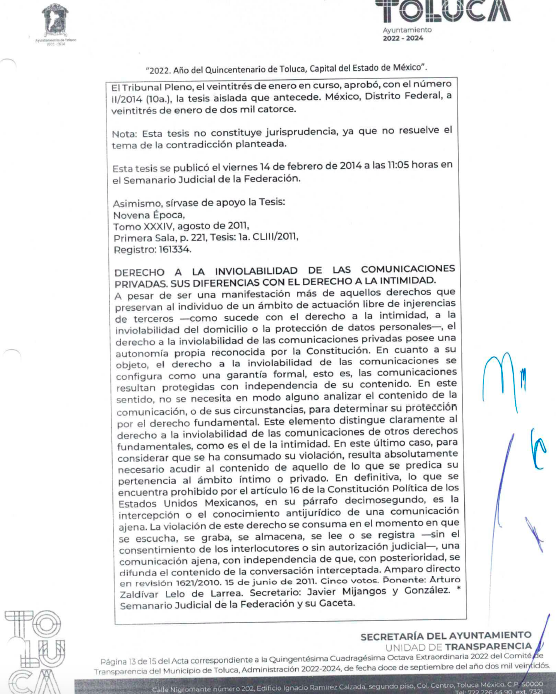 TOLUCA
Ayuntamiento
2022 - 2024
"2022. Año del Quincentenario de Toluca, Capital del Estado de México".
El Tribunal Pleno, el veintitrés de enero en curso, aprobó, con el número
II/2014 (10a.), la tesis aislada que antecede. México, Distrito Federal, a
veintitrés de enero de dos mil catorce.
Nota: Esta tesis no constituye jurisprudencia, ya que no resuelve el
tema de la contradicción planteada.
Esta tesis se publicó el viernes 14 de febrero de 2014 a las 11:05 horas en
el Semanario Judicial de la Federación.
Asimismo, sírvase de apoyo la Tesis:
Novena Época,
Tomo XXXIV, agosto de 2011,
Primera Sala, p. 221, Tesis: 1a. CLIII/2011,
Registro: 161334.
DERECHO A LA INVIOLABILIDAD DE LAS COMUNICACIONES
PRIVADAS. SUS DIFERENCIAS CON EL DERECHO A LA INTIMIDAD.
A pesar de ser una manifestación más de aquellos derechos que
preservan al individuo de un ámbito de actuación libre de injerencias
de terceros —como sucede con el derecho a la intimidad, a la
inviolabilidad del domicilio o la protección de datos personales—, el
derecho a la inviolabilidad de las comunicaciones privadas posee una
autonomía propia reconocida por la Constitución. En cuanto a su
objeto, el derecho a la inviolabilidad de las comunicaciones se
configura como una garantía formal, esto es, las comunicaciones
resultan protegidas con independencia de su contenido. En este
sentido, no se necesita en modo alguno analizar el contenido de la
comunicación, o de sus circunstancias, para determinar su protección
por el derecho fundamental. Este elemento distingue claramente al
derecho a la inviolabilidad de las comunicaciones de otros derechos
fundamentales, como es el de la intimidad. En este último caso, para
considerar que se ha consumado su violación, resulta absolutamente
necesario acudir al contenido de aquello de lo que se predica su
pertenencia al ámbito íntimo o privado. En definitiva, lo que se
encuentra prohibido por el artículo 16 de la Constitución Política de los
Estados Unidos Mexicanos, en su párrafo decimosegundo, es la
intercepción o el conocimiento antijurídico de una comunicación
ajena. La violación de este derecho se consuma en el momento en que
se escucha, se graba, se almacena, se lee o se registra —sin el
consentimiento de los interlocutores o sin autorización judicial—, una
comunicación ajena, con independencia de que, con posterioridad, se
difunda el contenido de la conversación interceptada. Amparo directo
en revisión 1621/2010. 15 de junio de 2011. Cinco votos. Ponente: Arturo
Zaldívar Lelo de Larrea. Secretario: Javier Mijangos y González. *
Semanario Judicial de la Federación y su Gaceta.
TO
LU
CA
SECRETARÍA DEL AYUNTAMIENTO
UNIDAD DE TRANSPARENCIA
Página 13 de 15 del Acta correspondiente a la Quingentésima Cuadragésima Octava Extraordinaria 2022 del Comité de
Transparencia del Municipio de Toluca, Administración 2022-2024, de fecha doce de septiembre del año dos mil veintidós.
Calle Nigromante número 202, Edificio Ignacio Ramírez Calzada, segundo piso, Col. Centro, Toluca México, C.P. 50000